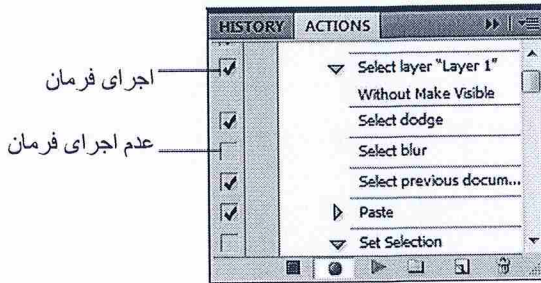 HISTORY ACTIONS
Select layer "Layer 1"
Without Make Visible
Select dodge
Select blur
Select previous docum...
Paste
Set Selection
اجرای فرمان
عدم اجرای فرمان